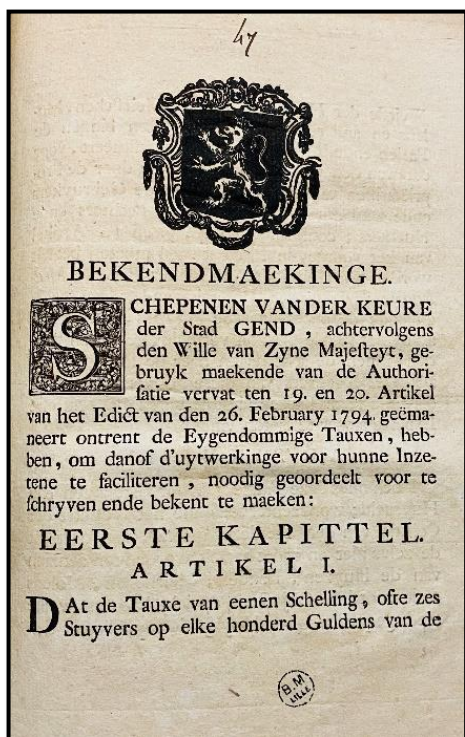 47
BEKENDMAEKINGE.
SCHEPENEN VAN DER KEURE
der Stad GEND, achtervolgens
den Wille van Zyne Majeſteyt, ge-
bruyk maekende van de Authori-
ſatie vervat ten 19. en 20. Artikel
van het Edict van den 26. February 1794. geëma-
neert ontrent de Eygendommige Tauxen, heb-
ben, om danof d'uytwerkinge voor hunne Inze-
tene te faciliteren, noodig geoordeelt voor te
ſchryven ende bekent te maeken:
EERSTE KAPITTEL.
ARTIKEL I.
DAt de Tauxe van eenen Schelling, ofte zes
Stuyvers op elke honderd Guldens van de
B.M
LILLE